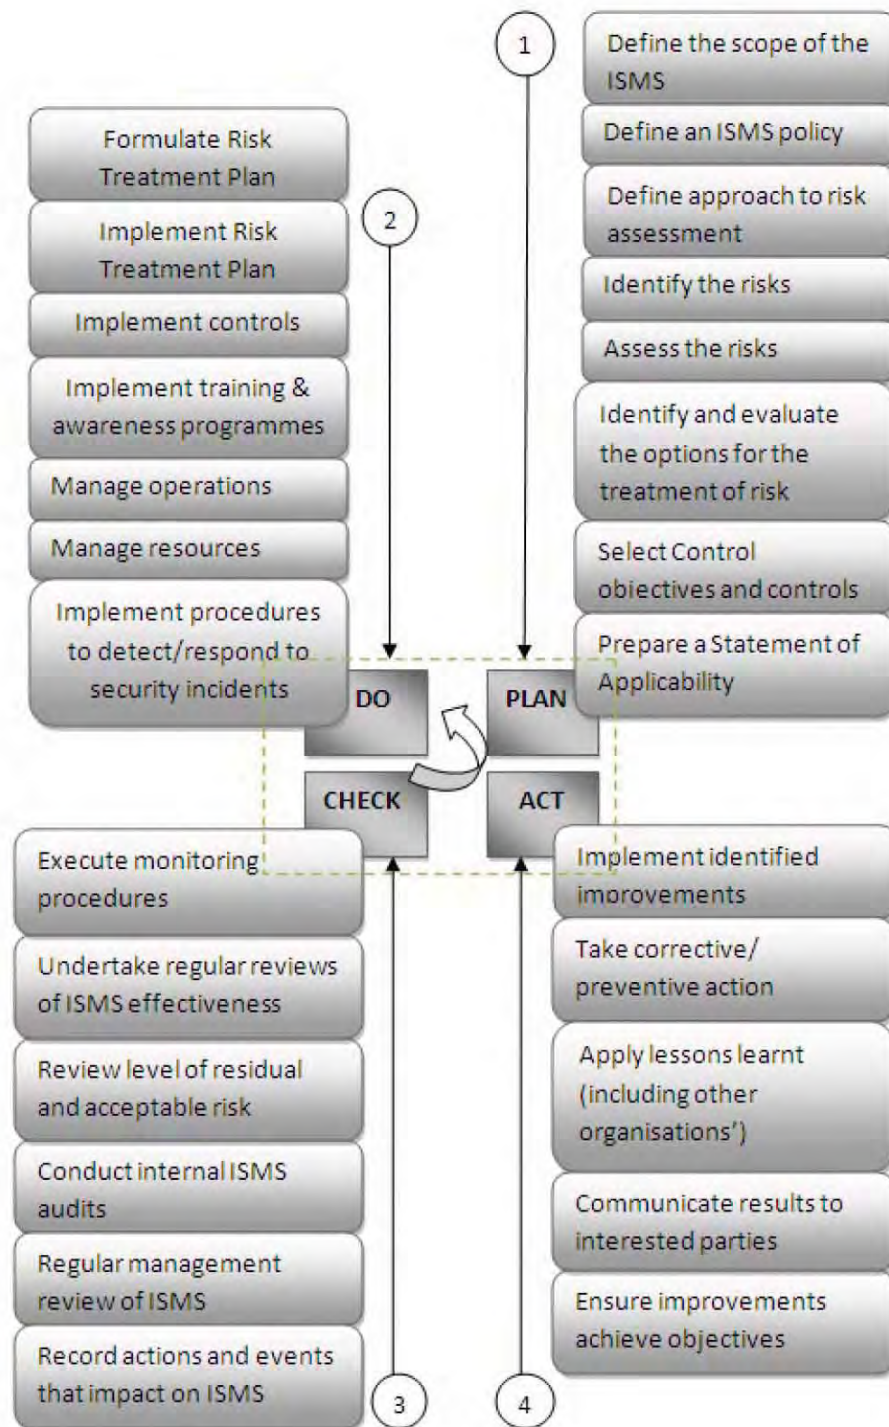 1
Define the scope of the
ISMS
Define an ISMS policy
Define approach to risk
assessment
Identify the risks
Assess the risks
Identify and evaluate
the options for the
treatment of risk
Select Control
objectives and controls
Prepare a Statement of
Applicability
Formulate Risk
Treatment Plan
Implement Risk
Treatment Plan
Implement controls
Implement training &
awareness programmes
Manage operations
Manage resources
Implement procedures
to detect/respond to
security incidents
2
DO
PLAN
CHECK
ACT
Execute monitoring
procedures
Undertake regular reviews
of ISMS effectiveness
Review level of residual
and acceptable risk
Conduct internal ISMS
audits
Regular management
review of ISMS
Record actions and events
that impact on ISMS
3
Implement identified
improvements
Take corrective/
preventive action
Apply lessons learnt
(including other
organisations’)
Communicate results to
interested parties
Ensure improvements
achieve objectives
4